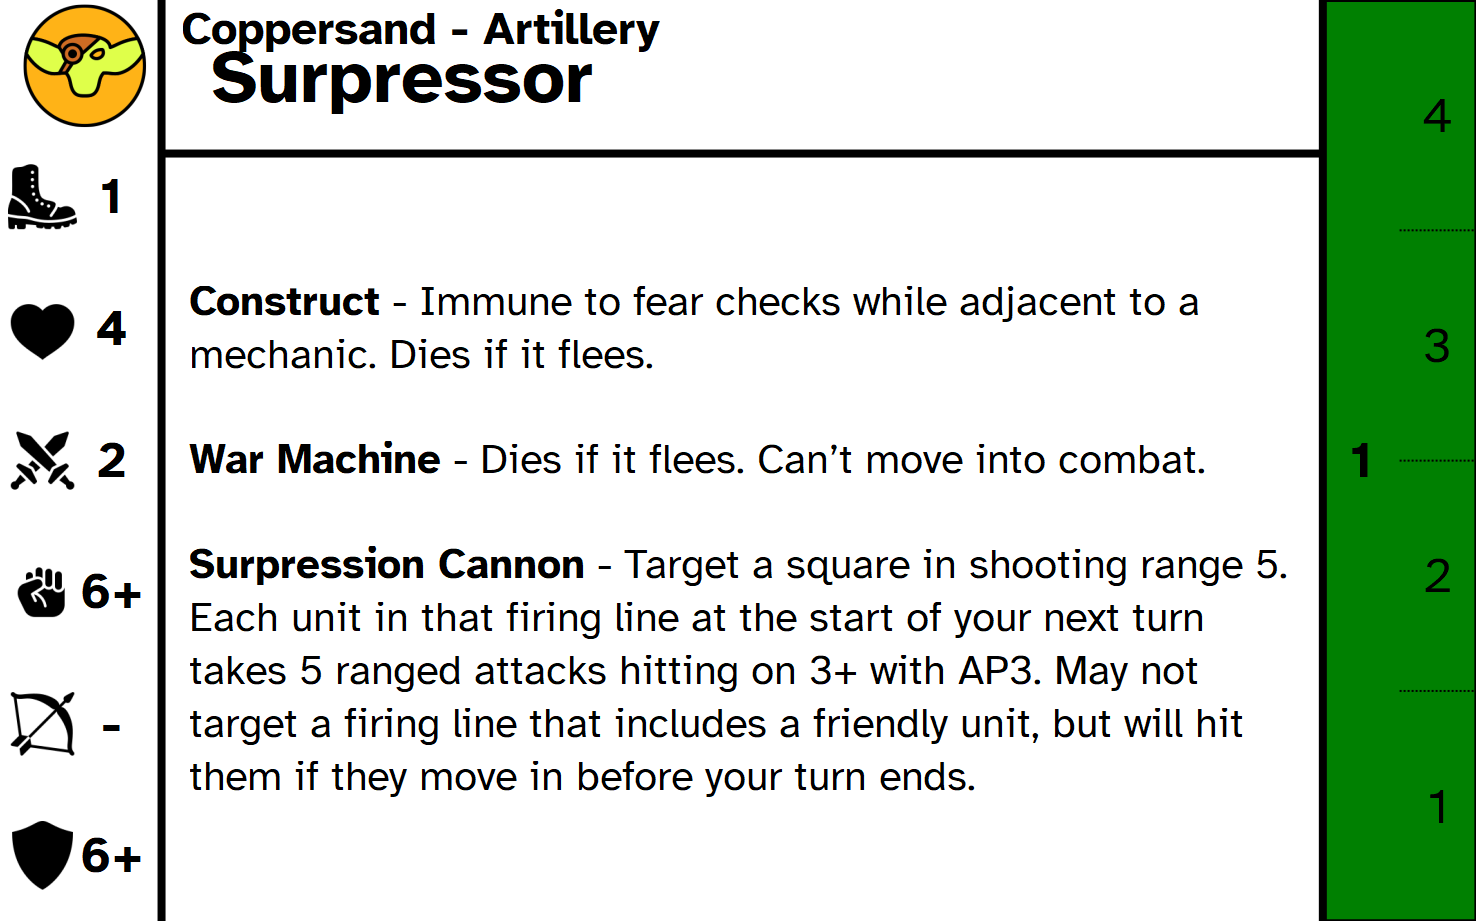 Coppersand - Artillery
Surpressor
1
4
2
6+
-
6+
Construct - Immune to fear checks while adjacent to a
mechanic. Dies if it flees.
War Machine - Dies if it flees. Can’t move into combat.
Surpression Cannon - Target a square in shooting range 5.
Each unit in that firing line at the start of your next turn
takes 5 ranged attacks hitting on 3+ with AP3. May not
target a firing line that includes a friendly unit, but will hit
them if they move in before your turn ends.
4
3
1
2
1